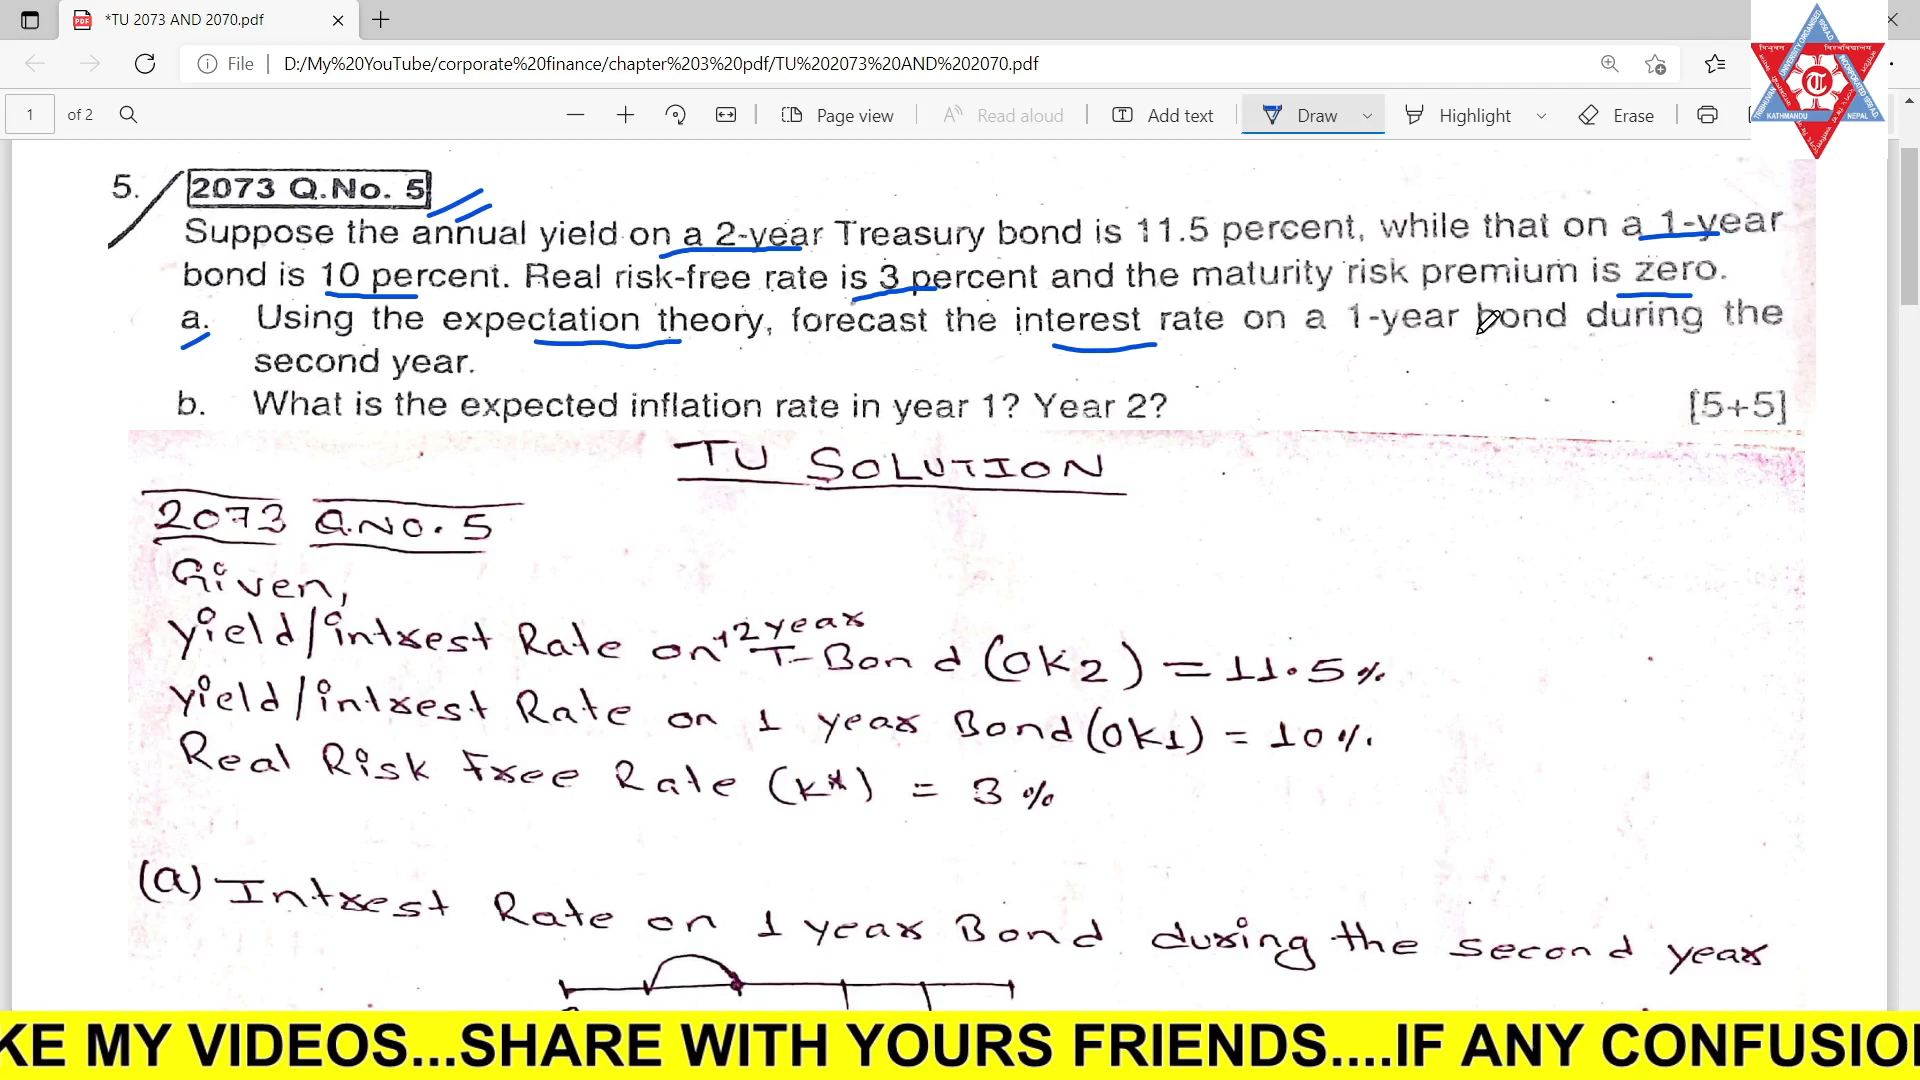 *TU 2073 AND 2070.pdf
File D:/My%20YouTube/corporate%20finance/chapter%203%20pdf/TU%202073%20AND%202070.pdf
1 of 2 Page view Read aloud Add text Draw Highlight Erase
KATHMANDU NEPAL
5. 2073 Q.No. 5
Suppose the annual yield on a 2-year Treasury bond is 11.5 percent, while that on a 1-year
bond is 10 percent. Real risk-free rate is 3 percent and the maturity risk premium is zero.
a. Using the expectation theory, forecast the interest rate on a 1-year bond during the
second year.
b. What is the expected inflation rate in year 1? Year 2? [5+5]
TU SOLUTION
2073 Q.NO. 5
Given,
yield/intrest Rate on 2 year T-Bond (0K2) = 11.5%
yield/intrest Rate on 1 year Bond (0K1) = 10%
Real Risk Free Rate (K*) = 3%
(a) Intrest Rate on 1 year Bond during the second year
KE MY VIDEOS...SHARE WITH YOURS FRIENDS....IF ANY CONFUSIO